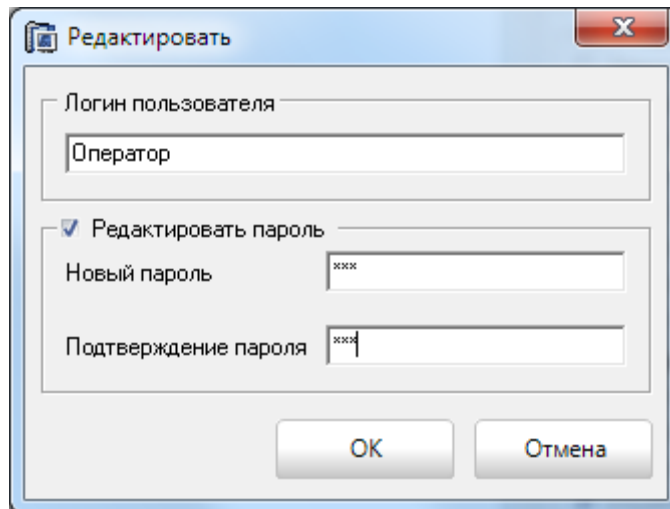 Редактировать
Логин пользователя
Оператор
Редактировать пароль
Новый пароль ***
Подтверждение пароля ***
OK Отмена